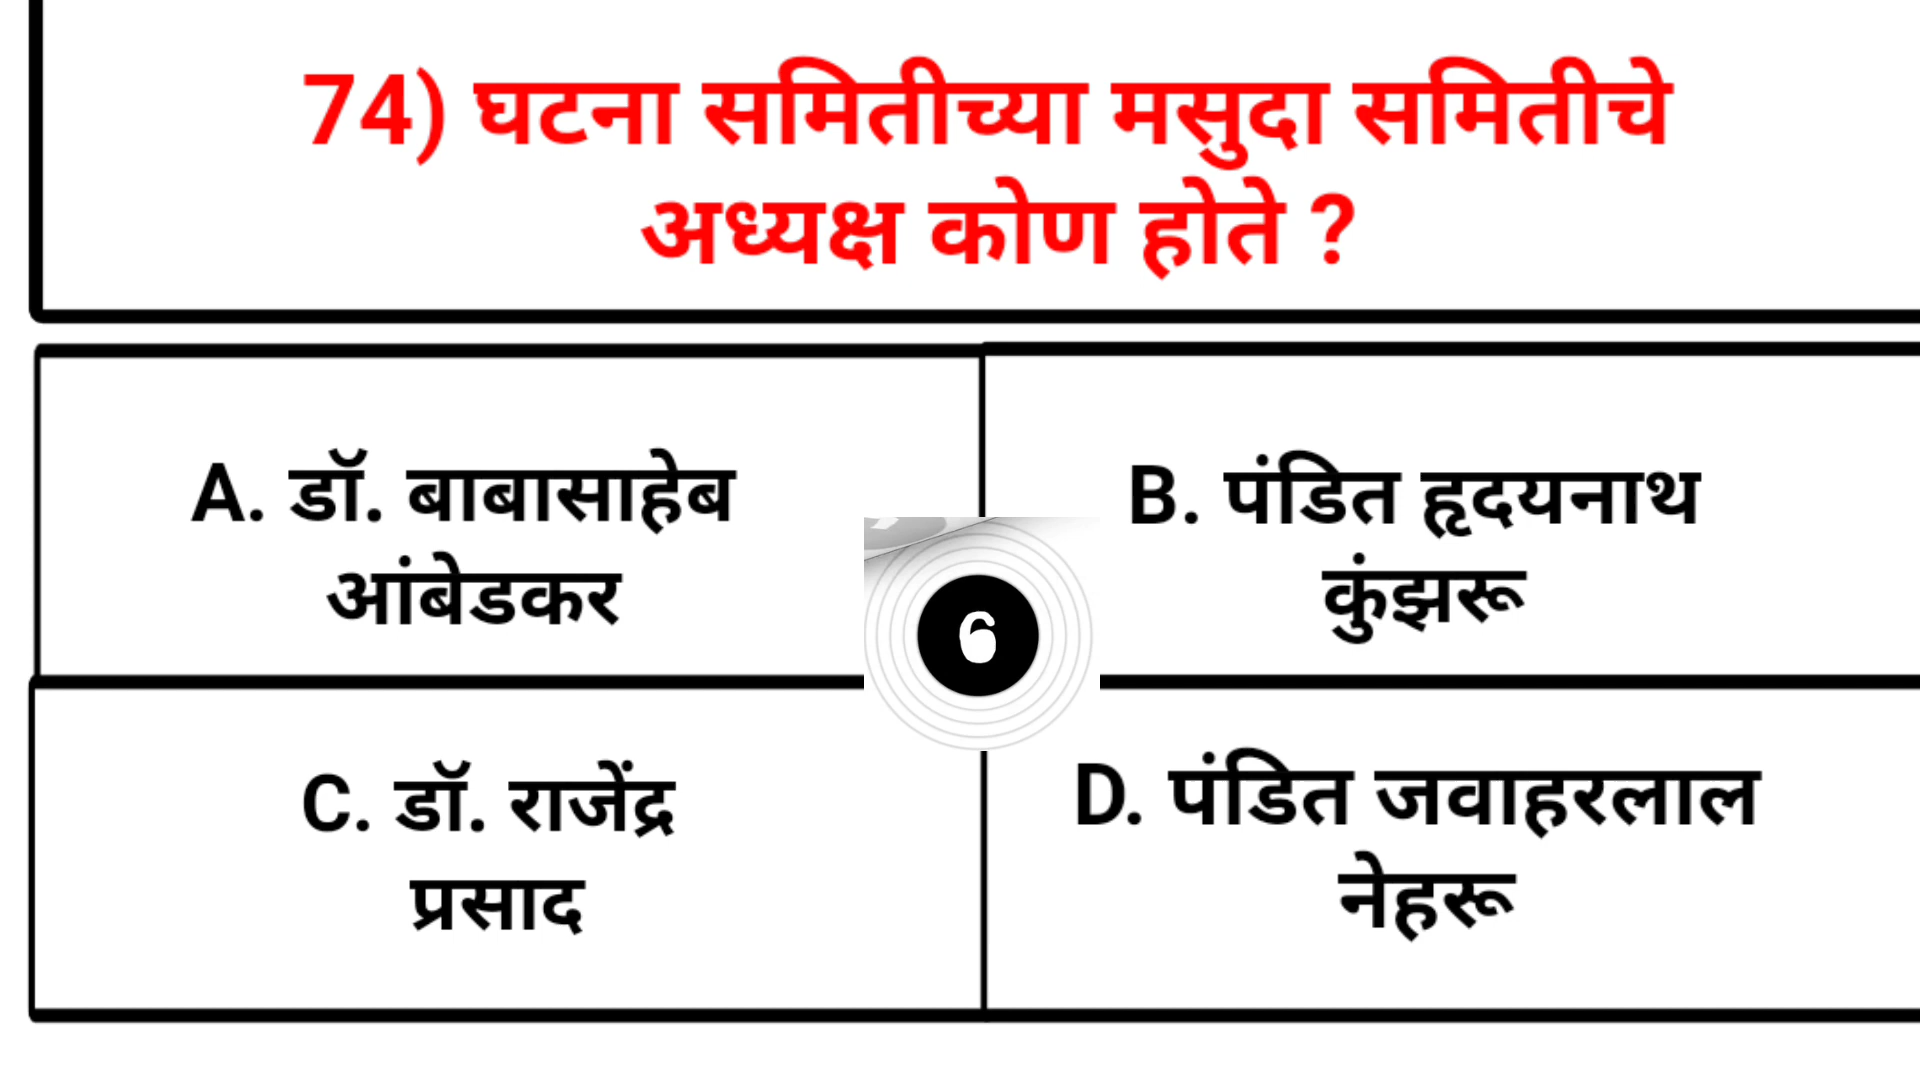 74) घटना समितीच्या मसुदा समितीचे
अध्यक्ष कोण होते ?
A. डॉ. बाबासाहेब
आंबेडकर
B. पंडित हृदयनाथ
कुंझरू
6
C. डॉ. राजेंद्र
प्रसाद
D. पंडित जवाहरलाल
नेहरू